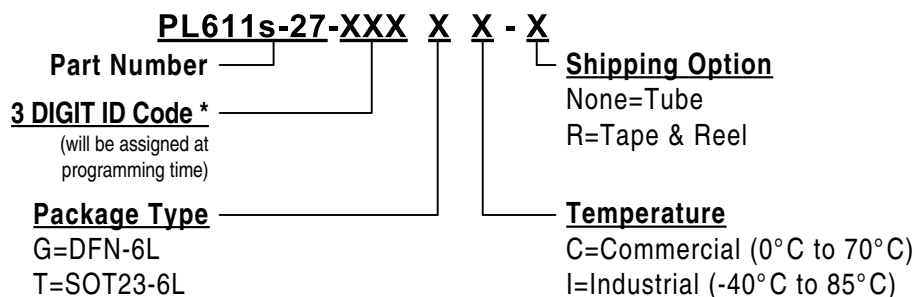 PL611s-27-XXX X X - X
Part Number
3 DIGIT ID Code *
(will be assigned at
programming time)
Package Type
G=DFN-6L
T=SOT23-6L
Shipping Option
None=Tube
R=Tape & Reel
Temperature
C=Commercial (0°C to 70°C)
I=Industrial (-40°C to 85°C)